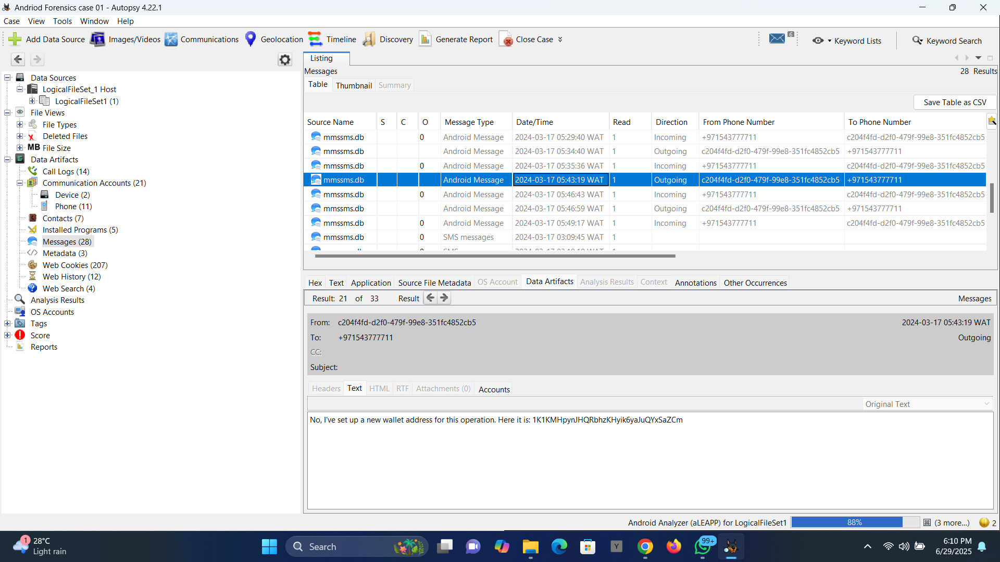 Andriod Forensics case 01 - Autopsy 4.22.1
Case View Tools Window Help
Add Data Source Images/Videos Communications Geolocation Timeline Discovery Generate Report Close Case 6 Keyword Lists Keyword Search
Data Sources
LogicalFileSet_1 Host
LogicalFileSet1 (1)
File Views
File Types
Deleted Files
MB File Size
Data Artifacts
Call Logs (14)
Communication Accounts (21)
Device (2)
Phone (11)
Contacts (7)
Installed Programs (5)
Messages (28)
Metadata (3)
Web Cookies (207)
Web History (12)
Web Search (4)
Analysis Results
OS Accounts
Tags
Score
Reports
Listing
Messages 28 Results
Table Thumbnail Summary
Save Table as CSV
Source Name S C O Message Type Date/Time Read Direction From Phone Number To Phone Number
mmssms.db 0 Android Message 2024-03-17 05:29:40 WAT 1 Incoming +971543777711 c204f4fd-d2f0-479f-99e8-351fc4852cb5
mmssms.db Android Message 2024-03-17 05:34:40 WAT 1 Outgoing c204f4fd-d2f0-479f-99e8-351fc4852cb5 +971543777711
mmssms.db 0 Android Message 2024-03-17 05:35:36 WAT 1 Incoming +971543777711 c204f4fd-d2f0-479f-99e8-351fc4852cb5
mmssms.db Android Message 2024-03-17 05:43:19 WAT 1 Outgoing c204f4fd-d2f0-479f-99e8-351fc4852cb5 +971543777711
mmssms.db 0 Android Message 2024-03-17 05:46:43 WAT 1 Incoming +971543777711 c204f4fd-d2f0-479f-99e8-351fc4852cb5
mmssms.db Android Message 2024-03-17 05:46:59 WAT 1 Outgoing c204f4fd-d2f0-479f-99e8-351fc4852cb5 +971543777711
mmssms.db 0 Android Message 2024-03-17 05:49:17 WAT 1 Incoming +971543777711 c204f4fd-d2f0-479f-99e8-351fc4852cb5
mmssms.db 0 SMS messages 2024-03-17 03:09:45 WAT 1
Hex Text Application Source File Metadata OS Account Data Artifacts Analysis Results Context Annotations Other Occurrences
Result: 21 of 33 Result Messages
From: c204f4fd-d2f0-479f-99e8-351fc4852cb5 2024-03-17 05:43:19 WAT
To: +971543777711 Outgoing
CC:
Subject:
Headers Text HTML RTF Attachments (0) Accounts
Original Text
No, I've set up a new wallet address for this operation. Here it is: 1K1KMHpynJHQRbhzKHyik6yaJuQYxSaZCm
Android Analyzer (aLEAPP) for LogicalFileSet1 88% (3 more...) 2
1 28°C
Light rain
Search
Y
99+
6:10 PM
6/29/2025